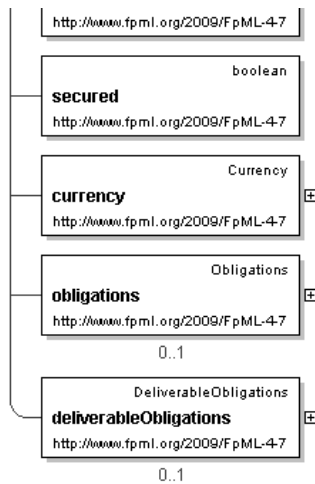 http://www.fpml.org/2009/FpML-4-7
boolean
secured
http://www.fpml.org/2009/FpML-4-7
Currency
currency
http://www.fpml.org/2009/FpML-4-7
Obligations
obligations
http://www.fpml.org/2009/FpML-4-7
0..1
DeliverableObligations
deliverableObligations
http://www.fpml.org/2009/FpML-4-7
0..1